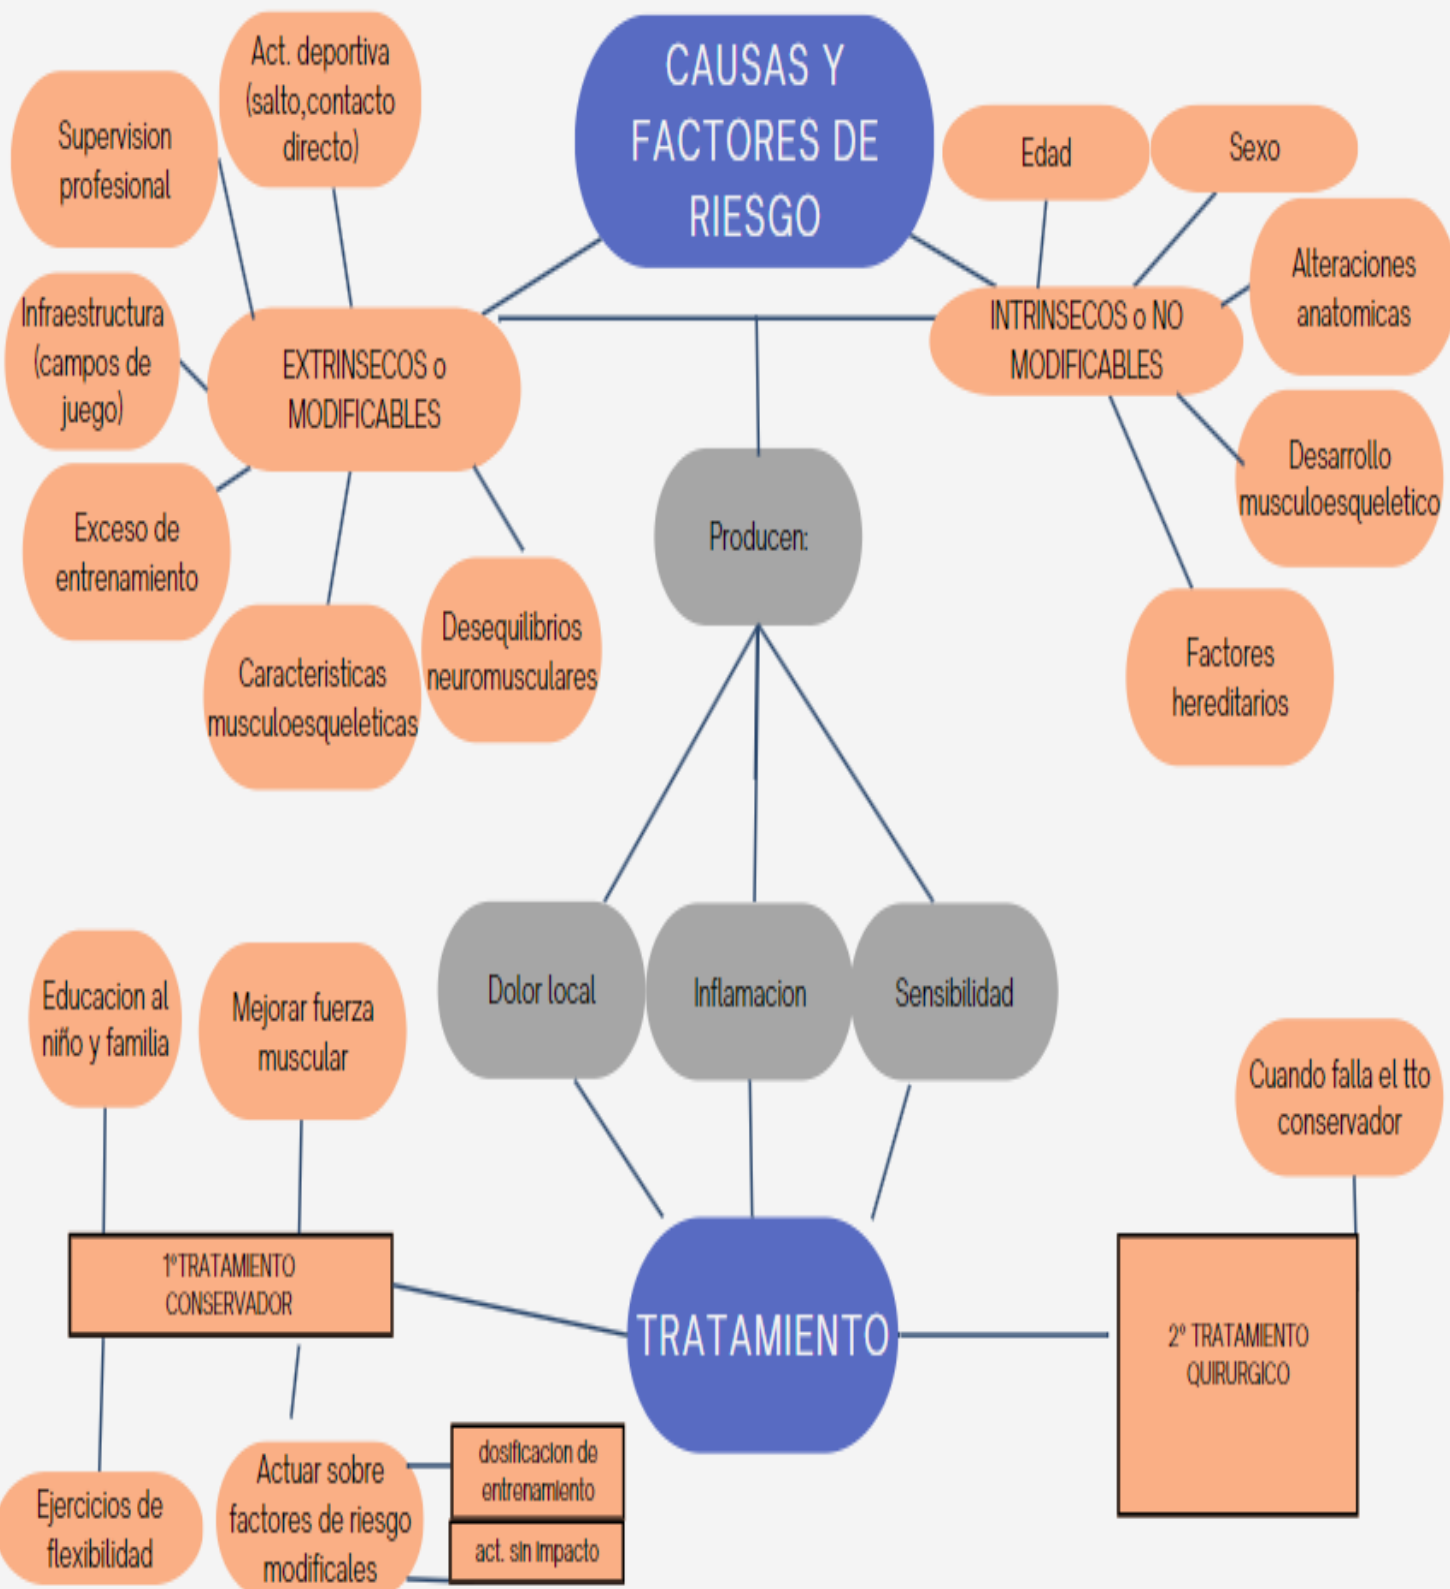 CAUSAS Y
FACTORES DE
RIESGO
Act. deportiva
(salto,contacto
directo)
Supervision
profesional
Infraestructura
(campos de
juego)
EXTRINSECOS o
MODIFICABLES
Exceso de
entrenamiento
Caracteristicas
musculoesqueleticas
Desequilibrios
neuromusculares
Edad
Sexo
Alteraciones
anatomicas
INTRINSECOS o NO
MODIFICABLES
Desarrollo
musculoesqueletico
Factores
hereditarios
Producen:
Dolor local
Inflamacion
Sensibilidad
Educacion al
niño y familia
Mejorar fuerza
muscular
1ºTRATAMIENTO
CONSERVADOR
TRATAMIENTO
Cuando falla el tto
conservador
2º TRATAMIENTO
QUIRURGICO
Ejercicios de
flexibilidad
Actuar sobre
factores de riesgo
modificales
dosificacion de
entrenamiento
act. sin impacto